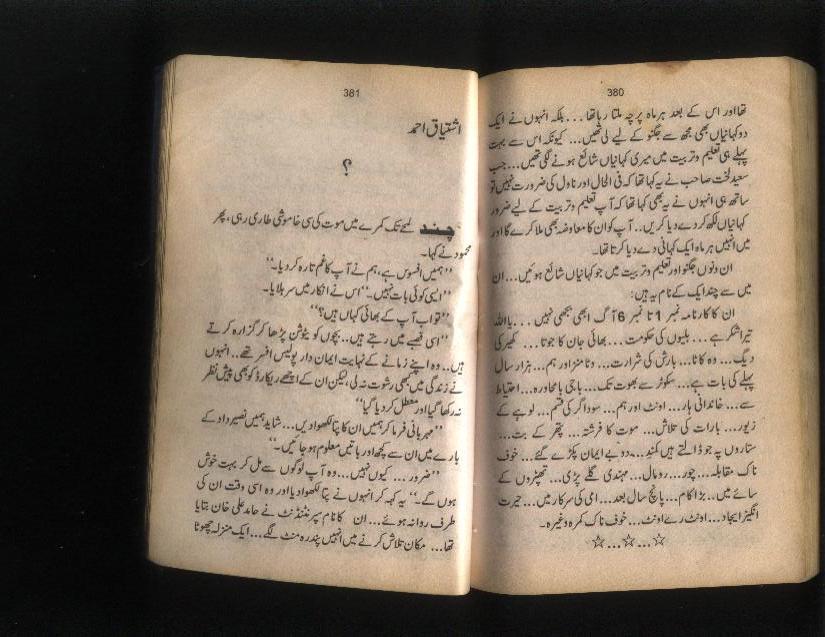 380
تھا اور اس کے بعد ہر ماہ پرچہ ملتا رہا تھا... بلکہ انہوں نے ایک
دو کہانیاں بھی مجھ سے جگنو کے لیے لی تھیں... کیونکہ اس سے بہت
پہلے ہی تعلیم و تربیت میں میری کہانیاں شائع ہونے لگی تھیں... جب
سعید لخت صاحب نے یہ کہا تھا کہ فی الحال اور ناول کی ضرورت نہیں تو
ساتھ ہی انہوں نے یہ بھی کہا تھا کہ آپ تعلیم و تربیت کے لیے ضرور
کہانیاں لکھ کر دے دیا کریں.. آپ کو ان کا معاوضہ بھی ملا کرے گا اور
میں انہیں ہر ماہ ایک کہانی دے دیا کرتا تھا۔
ان دنوں جگنو اور تعلیم و تربیت میں جو کہانیاں شائع ہوئیں... ان
میں سے چند ایک کے نام یہ ہیں:
ان کا کارنامہ نمبر 1 تا نمبر 6 آگ ابھی بجھی نہیں... یا اللہ
تیرا شکر ہے... بلیوں کی حکومت... بھائی جان کا جوتا... کھیر کی
دیگ... وہ کاٹا... بارش کی شرارت... وٹامنز اور ہم... ہزار سال
پہلے کی بات ہے... سکوٹر سے بھوت تک... باجی با محاورہ... احتیاط
سے... خاندانی ہار... اونٹ اور ہم... سوداگر کی قسم... لوہے کے
زیور... بارات کی تلاش... موت کا فرشتہ... پتھر کے بت...
ستاروں پہ جو ڈالتے ہیں کمند... دو بے ایمان پکڑے گئے... خوف
ناک مقابلہ... چور... رومال... مہندی گلے پڑی... تھپڑوں کے
سائے میں... بڑا کام... پانچ سال بعد... امی کی سرکار میں... حیرت
انگیز ایجاد... اونٹ رے اونٹ... خوف ناک کمرہ وغیرہ۔
☆...☆...☆
381
اشتیاق احمد
؟
چند لمحے تک کمرے میں موت کی سی خاموشی طاری رہی، پھر
محمود نے کہا۔
”ہمیں افسوس ہے، ہم نے آپ کا غم تازہ کر دیا۔“
”ایسی کوئی بات نہیں۔“ اس نے انکار میں سر ہلایا۔
”تو اب آپ کے بھائی کہاں ہیں؟“
”اسی قصبے میں رہتے ہیں.. بچوں کو ٹیوشن پڑھا کر گزارہ کرتے
ہیں.. وہ اپنے زمانے کے نہایت ایمان دار پولیس افسر تھے.. انہوں
نے زندگی میں کبھی رشوت نہ لی، لیکن ان کے اچھے ریکارڈ کو بھی پیش نظر
نہ رکھا گیا اور معطل کر دیا گیا“
”مہربانی فرما کر ہمیں ان کا پتا لکھوا دیں... شاید ہمیں نصیر داد کے
بارے میں ان سے کچھ اور باتیں معلوم ہو جائیں۔“
”ضرور... کیوں نہیں... وہ آپ لوگوں سے مل کر بہت خوش
ہوں گے۔“ یہ کہہ کر انہوں نے پتا لکھوا دیا اور وہ اسی وقت ان کی
طرف روانہ ہوئے... ان کا نام سپرنٹنڈنٹ نے حامد علی خان بتایا
تھا... مکان تلاش کرنے میں انہیں پندرہ منٹ لگے... ایک منزلہ چھوٹا